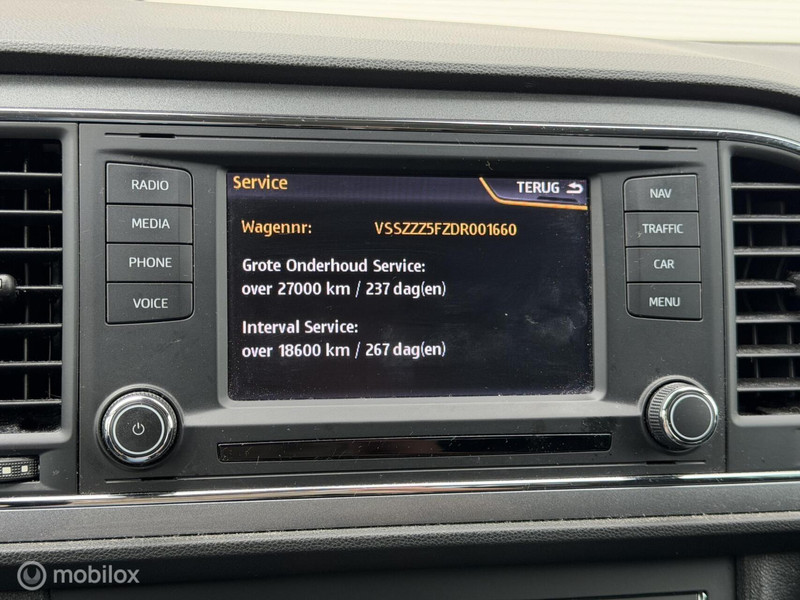 Service
TERUG
Wagennr: VSSZZZ5FZDR001660
Grote Onderhoud Service:
over 27000 km / 237 dag(en)
Interval Service:
over 18600 km / 267 dag(en)
RADIO
MEDIA
PHONE
VOICE
NAV
TRAFFIC
CAR
MENU
mobilox